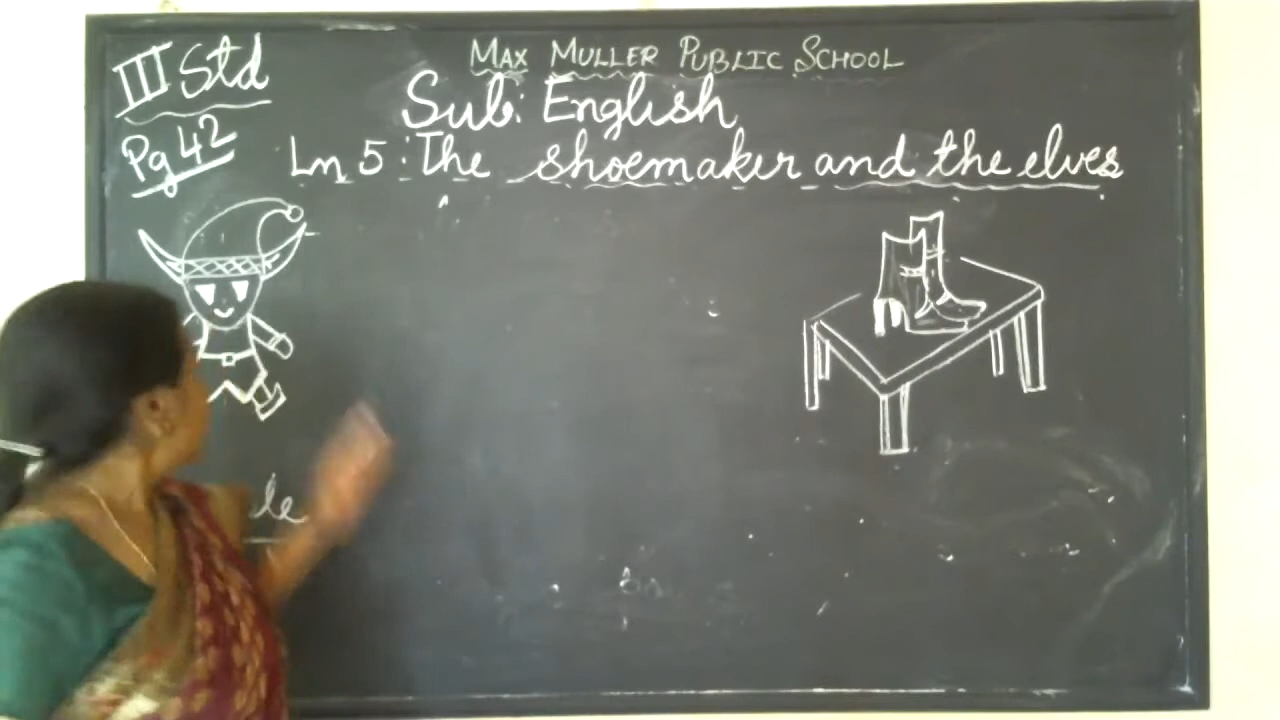 III Std
MAX MULLER PUBLIC SCHOOL
Sub: English
Pg 42
Ln 5: The shoemaker and the elves